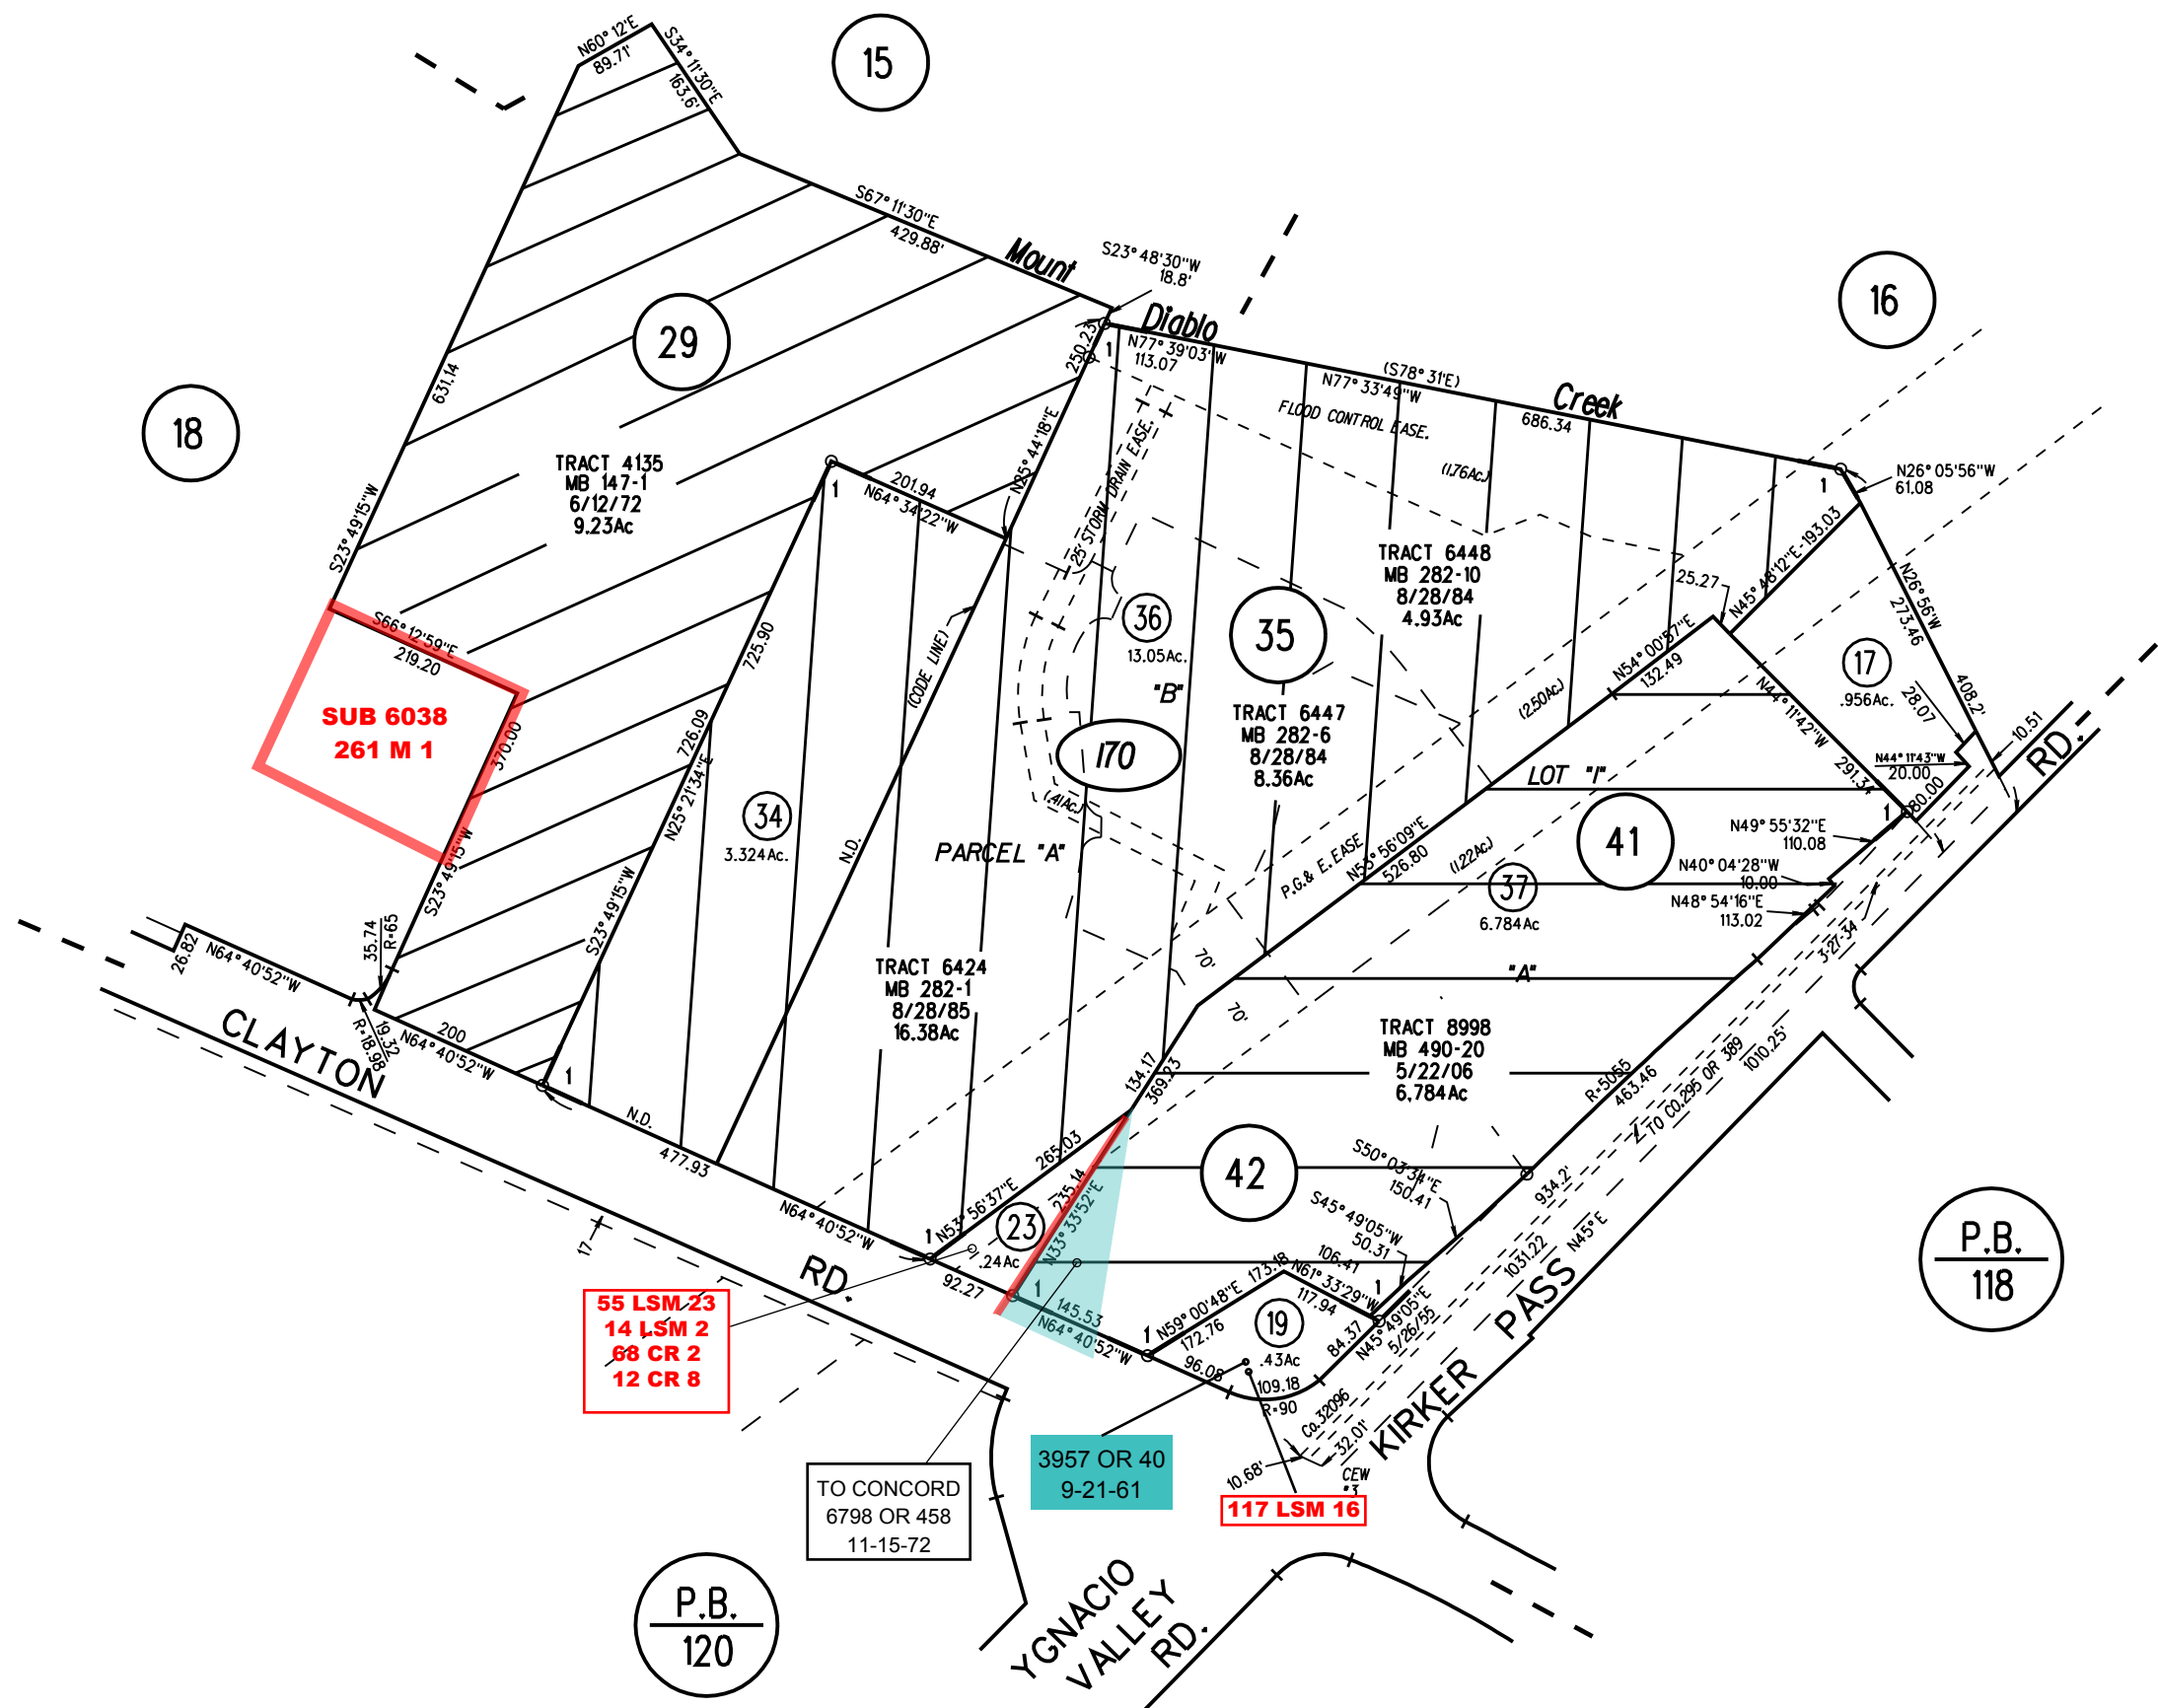 N60°12'E
89.71'
S34°11'30"E
163.6'
15
S67°11'30"E
429.88'
Mount
S23°48'30"W
18.8'
Diablo
16
29
250.23
1
N77°39'03"W
113.07
(S78°31'E)
N77°33'49"W
Creek
686.34
FLOOD CONTROL EASE.
18
631.14
S23°49'15"W
TRACT 4135
MB 147-1
6/12/72
9.23Ac
1
201.94
N64°34'22"W
N25°44'18"E
25' STORM DRAIN EASE.
(1.76Ac.)
1
N26°05'56"W
61.08
N45°48'12"E-193.03
25.27
TRACT 6448
MB 282-10
8/28/84
4.93Ac
N26°56'W
273.46
S66°12'59"E
219.20
725.90
(CODE LINE)
36
13.05Ac.
"B"
35
N54°00'57"E
132.49
17
.956Ac.
28.07
408.2'
10.51
RD.
SUB 6038
261 M 1
370.00
S23°49'15"W
726.09
N25°21'34"E
TRACT 6447
MB 282-6
8/28/84
8.36Ac
(2.50Ac.)
N44°11'42"W
291.34
170
LOT "I"
N44°11'43"W
20.00
80.00
1
34
3.324Ac.
N.D.
(.41Ac.)
PARCEL "A"
P.G.& E. EASE
N53°56'09"E
526.80
(1.22Ac.)
41
N49°55'32"E
110.08
N40°04'28"W
10.00
N48°54'16"E
113.02
37
6.784Ac
S23°49'15"W
26.82
N64°40'52"W
35.74
R=65
TRACT 6424
MB 282-1
8/28/85
16.38Ac
70'
70'
"A"
3-27-34
CLAYTON
R=18.98
19.32
200
N64°40'52"W
1
TRACT 8998
MB 490-20
5/22/06
6.784Ac
134.17
369.23
R=5055
463.46
TO CO. 295 OR 389
1010.25'
N.D.
477.93
265.03
N53°56'37"E
235.14
N33°33'52"E
42
S50°03'34"E
150.41
934.2'
N64°40'52"W
1
23
.24Ac
S45°49'05"W
50.31
1031.22
N45°E
P.B.
118
17
RD.
92.27
1
145.53
N64°40'52"W
173.18
106.41
N59°00'48"E
172.76
N61°33'29"W
117.94
1
1
19
.43Ac
84.37
N45°49'05"E
5/26/55
PASS
55 LSM 23
14 LSM 2
68 CR 2
12 CR 8
96.08
109.18
R=90
Co.32096
KIRKER
32.01'
10.68'
CEW
"3
TO CONCORD
6798 OR 458
11-15-72
3957 OR 40
9-21-61
117 LSM 16
P.B.
120
YGNACIO
VALLEY
RD.